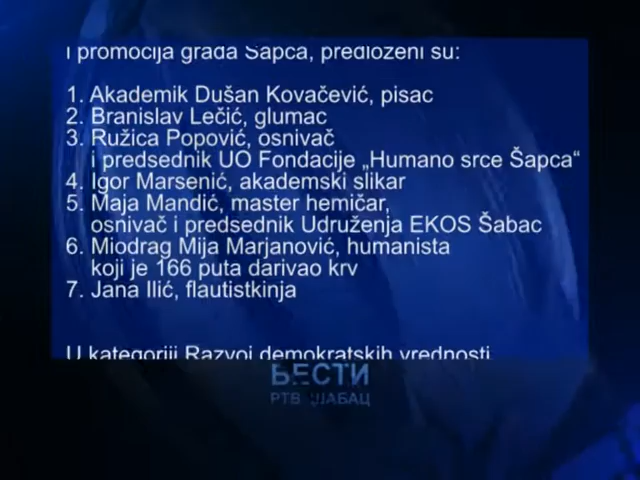 i promocija grada Šapca, predloženi su:
1. Akademik Dušan Kovačević, pisac
2. Branislav Lečić, glumac
3. Ružica Popović, osnivač
i predsednik UO Fondacije „Humano srce Šapca“
4. Igor Marsenić, akademski slikar
5. Maja Mandić, master hemičar,
osnivač i predsednik Udruženja EKOS Šabac
6. Miodrag Mija Marjanović, humanista
koji je 166 puta darivao krv
7. Jana Ilić, flautistkinja
U kategoriji Razvoj demokratskih vrednosti
ВЕСТИ
РТВ ШАБАЦ